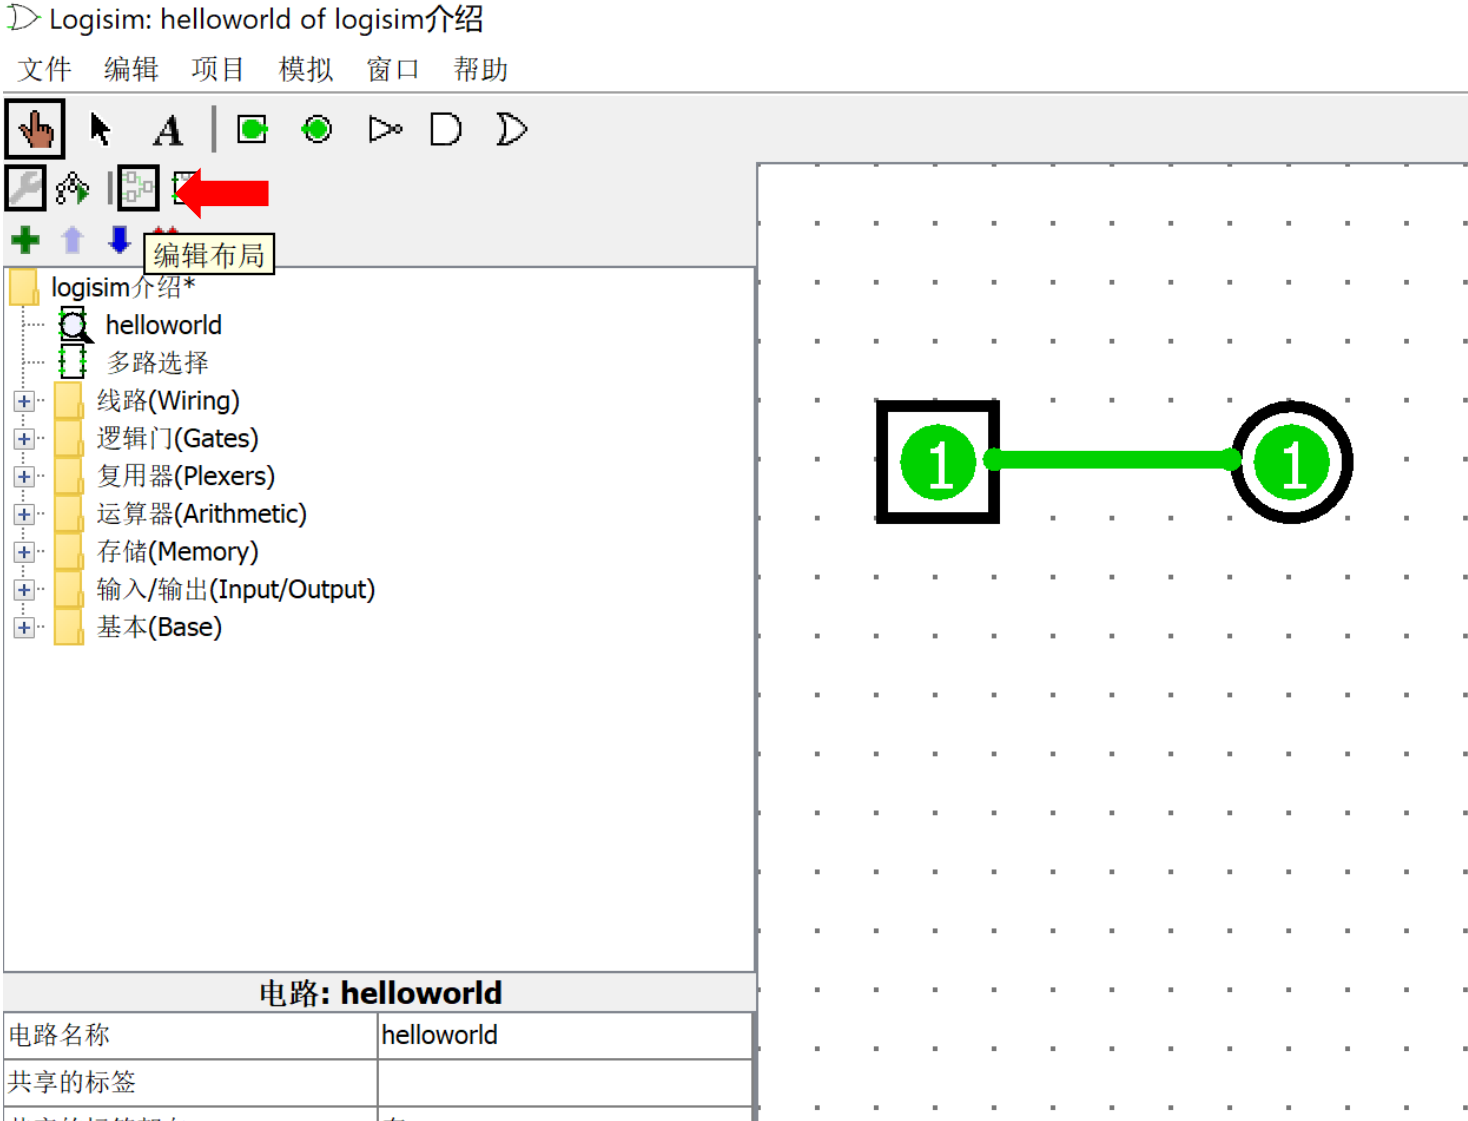 Logisim: helloworld of logisim介绍
文件 编辑 项目 模拟 窗口 帮助
A
编辑布局
logisim介绍*
helloworld
多路选择
线路(Wiring)
逻辑门(Gates)
复用器(Plexers)
运算器(Arithmetic)
存储(Memory)
输入/输出(Input/Output)
基本(Base)
1 1
电路: helloworld
电路名称 helloworld
共享的标签